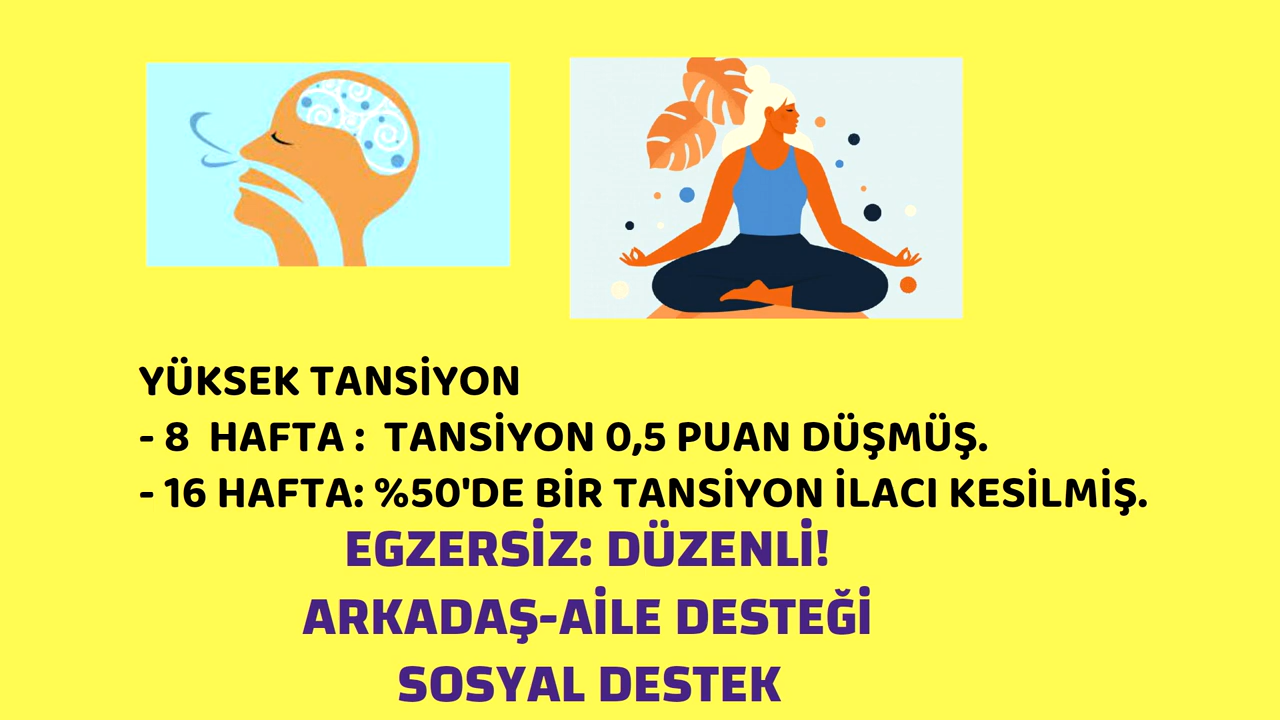 YÜKSEK TANSİYON
- 8 HAFTA : TANSİYON 0,5 PUAN DÜŞMÜŞ.
- 16 HAFTA: %50'DE BİR TANSİYON İLACI KESİLMİŞ.
EGZERSİZ: DÜZENLİ!
ARKADAŞ-AİLE DESTEĞİ
SOSYAL DESTEK